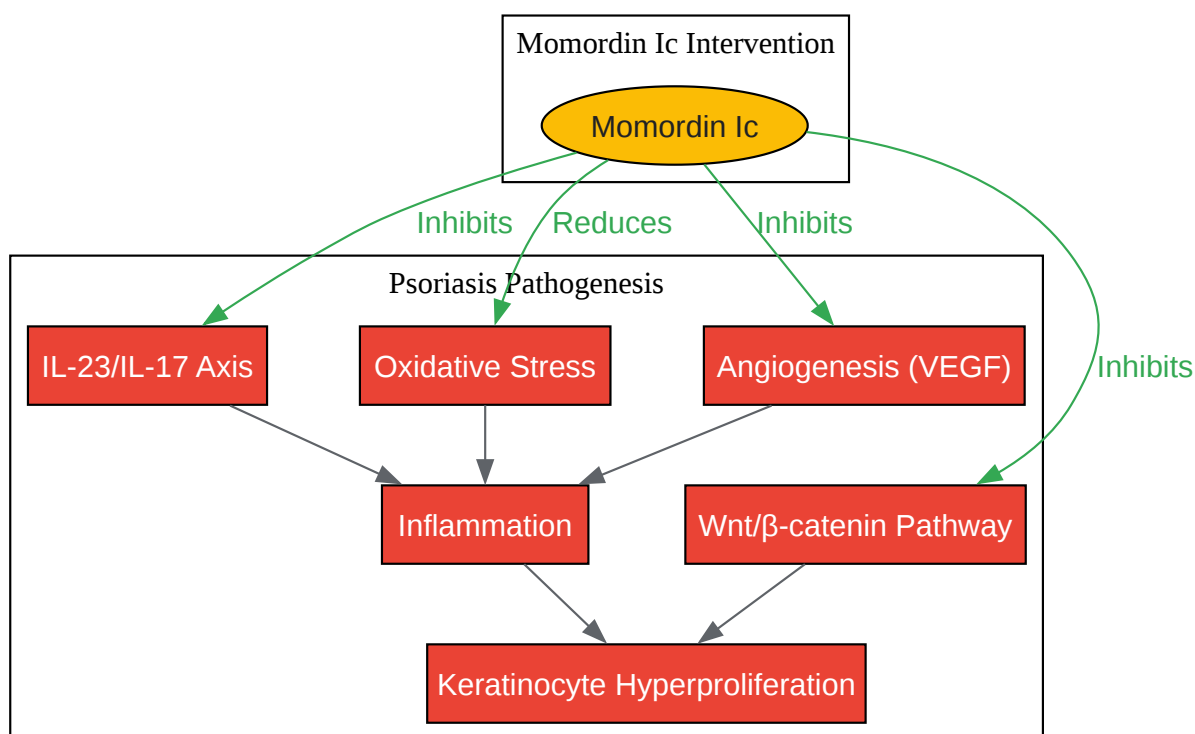 Momordin Ic Intervention
Momordin Ic
Inhibits
Reduces
Inhibits
Psoriasis Pathogenesis
IL-23/IL-17 Axis
Oxidative Stress
Angiogenesis (VEGF)
Inhibits
Inflammation
Wnt/β-catenin Pathway
Keratinocyte Hyperproliferation